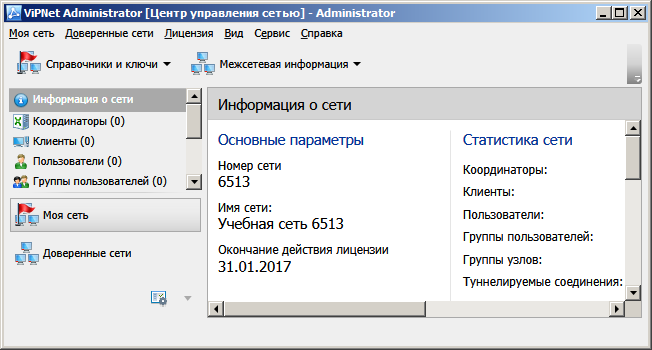 ViPNet Administrator [Центр управления сетью] - Administrator
Моя сеть Доверенные сети Лицензия Вид Сервис Справка
Справочники и ключи Межсетевая информация
Информация о сети
Координаторы (0)
Клиенты (0)
Пользователи (0)
Группы пользователей (0)
Моя сеть
Доверенные сети
Информация о сети
Основные параметры
Номер сети
6513
Имя сети:
Учебная сеть 6513
Окончание действия лицензии
31.01.2017
Статистика сети
Координаторы:
Клиенты:
Пользователи:
Группы пользователей:
Группы узлов:
Туннелируемые соединения: